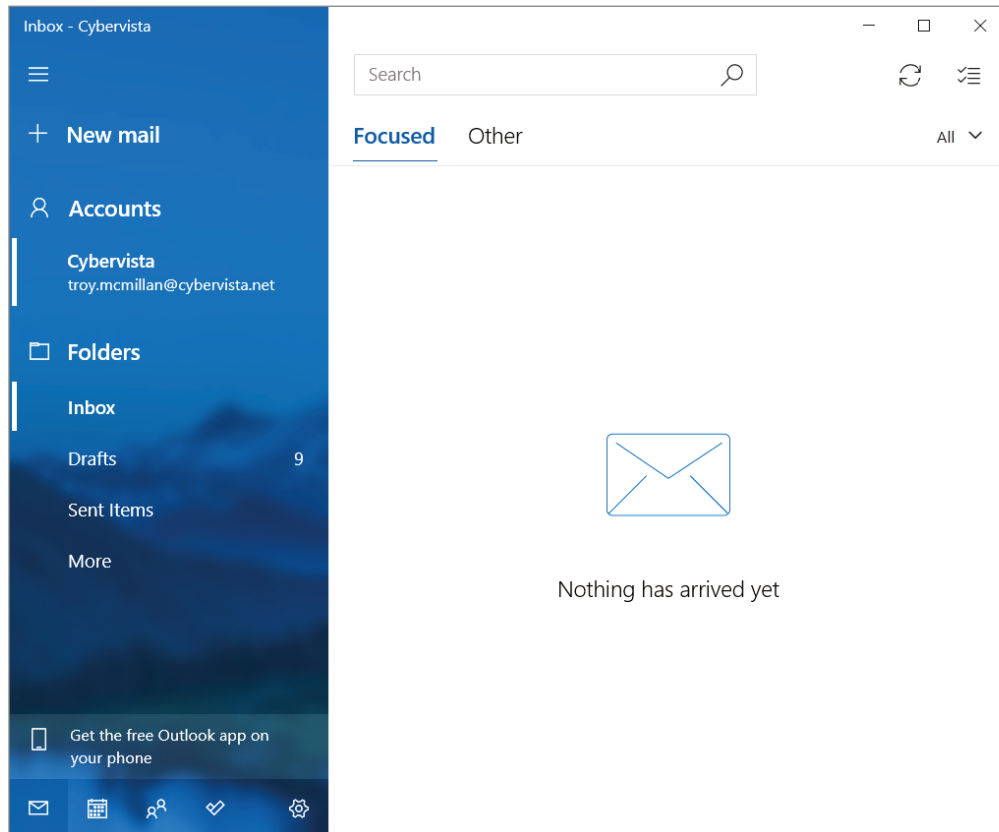 Inbox - Cybervista
Search
New mail
Focused
Other
All
Accounts
Cybervista
troy.mcmillan@cybervista.net
Folders
Inbox
Drafts 9
Sent Items
More
Nothing has arrived yet
Get the free Outlook app on
your phone